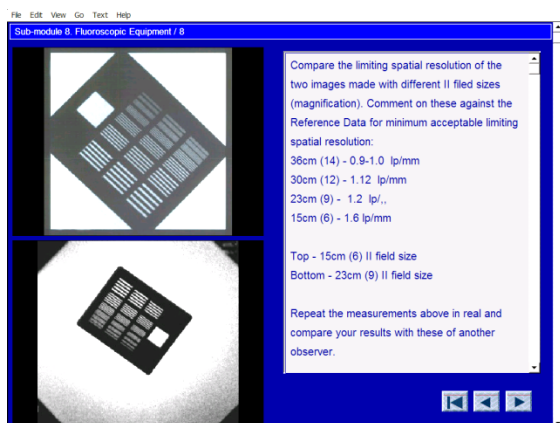 File Edit View Go Text Help
Sub-module 8. Fluoroscopic Equipment / 8
Compare the limiting spatial resolution of the
two images made with different II filed sizes
(magnification). Comment on these against the
Reference Data for minimum acceptable limiting
spatial resolution:
36cm (14) - 0.9-1.0 lp/mm
30cm (12) - 1.12 lp/mm
23cm (9) - 1.2 lp/,,
15cm (6) - 1.6 lp/mm
Top - 15cm (6) II field size
Bottom - 23cm (9) II field size
Repeat the measurements above in real and
compare your results with these of another
observer.